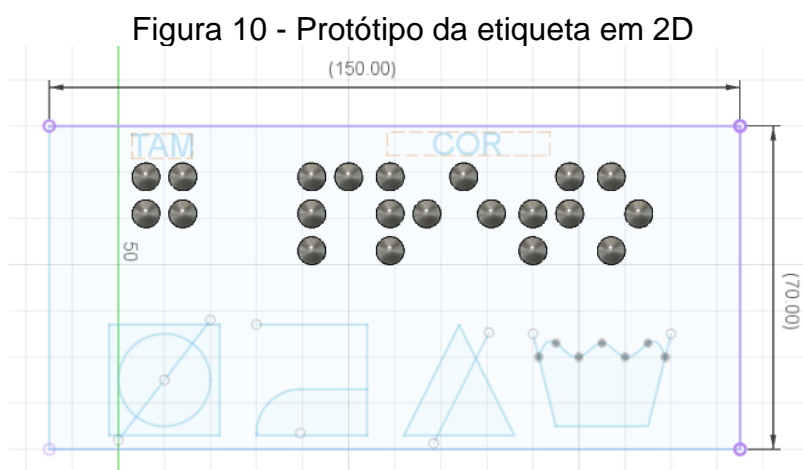 Figura 10 - Protótipo da etiqueta em 2D
(150.00)
TAM COR
⠛ ⠏⠗⠑⠞⠕
50
(70.00)